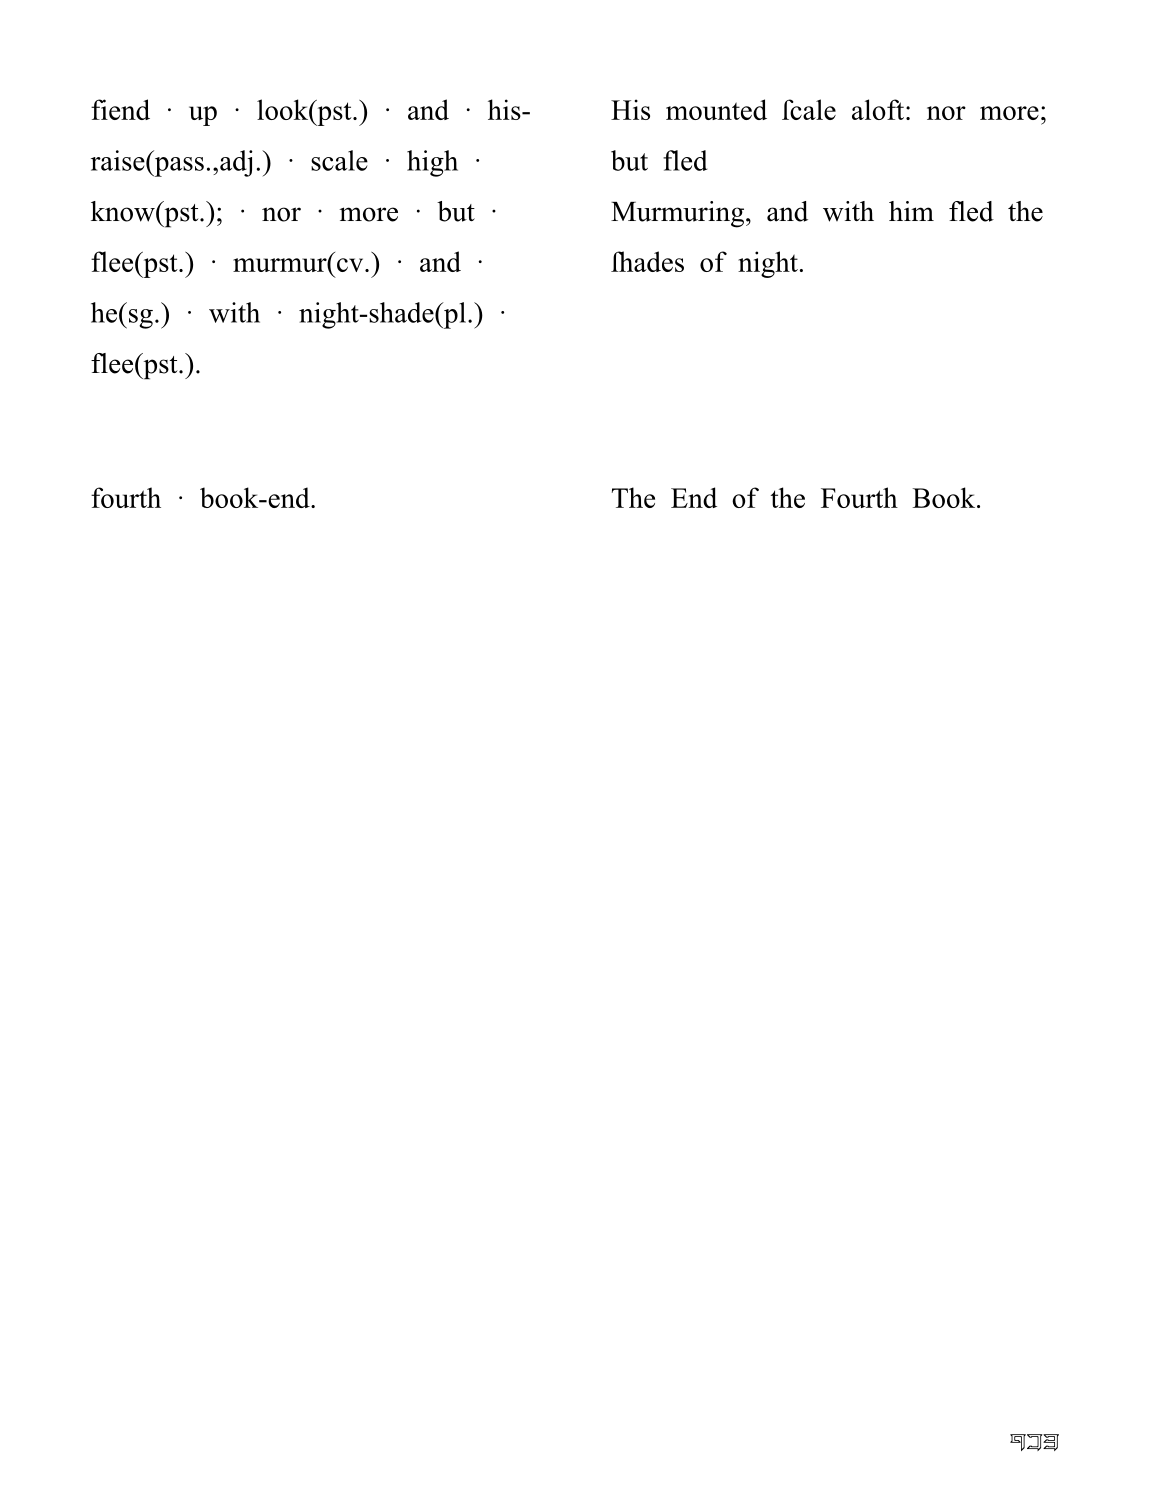 fiend · up · look(pst.) · and · his-
raise(pass.,adj.) · scale · high ·
know(pst.); · nor · more · but ·
flee(pst.) · murmur(cv.) · and ·
he(sg.) · with · night-shade(pl.) ·
flee(pst.).
His mounted ſcale aloft: nor more;
but fled
Murmuring, and with him fled the
ſhades of night.
fourth · book-end.
The End of the Fourth Book.